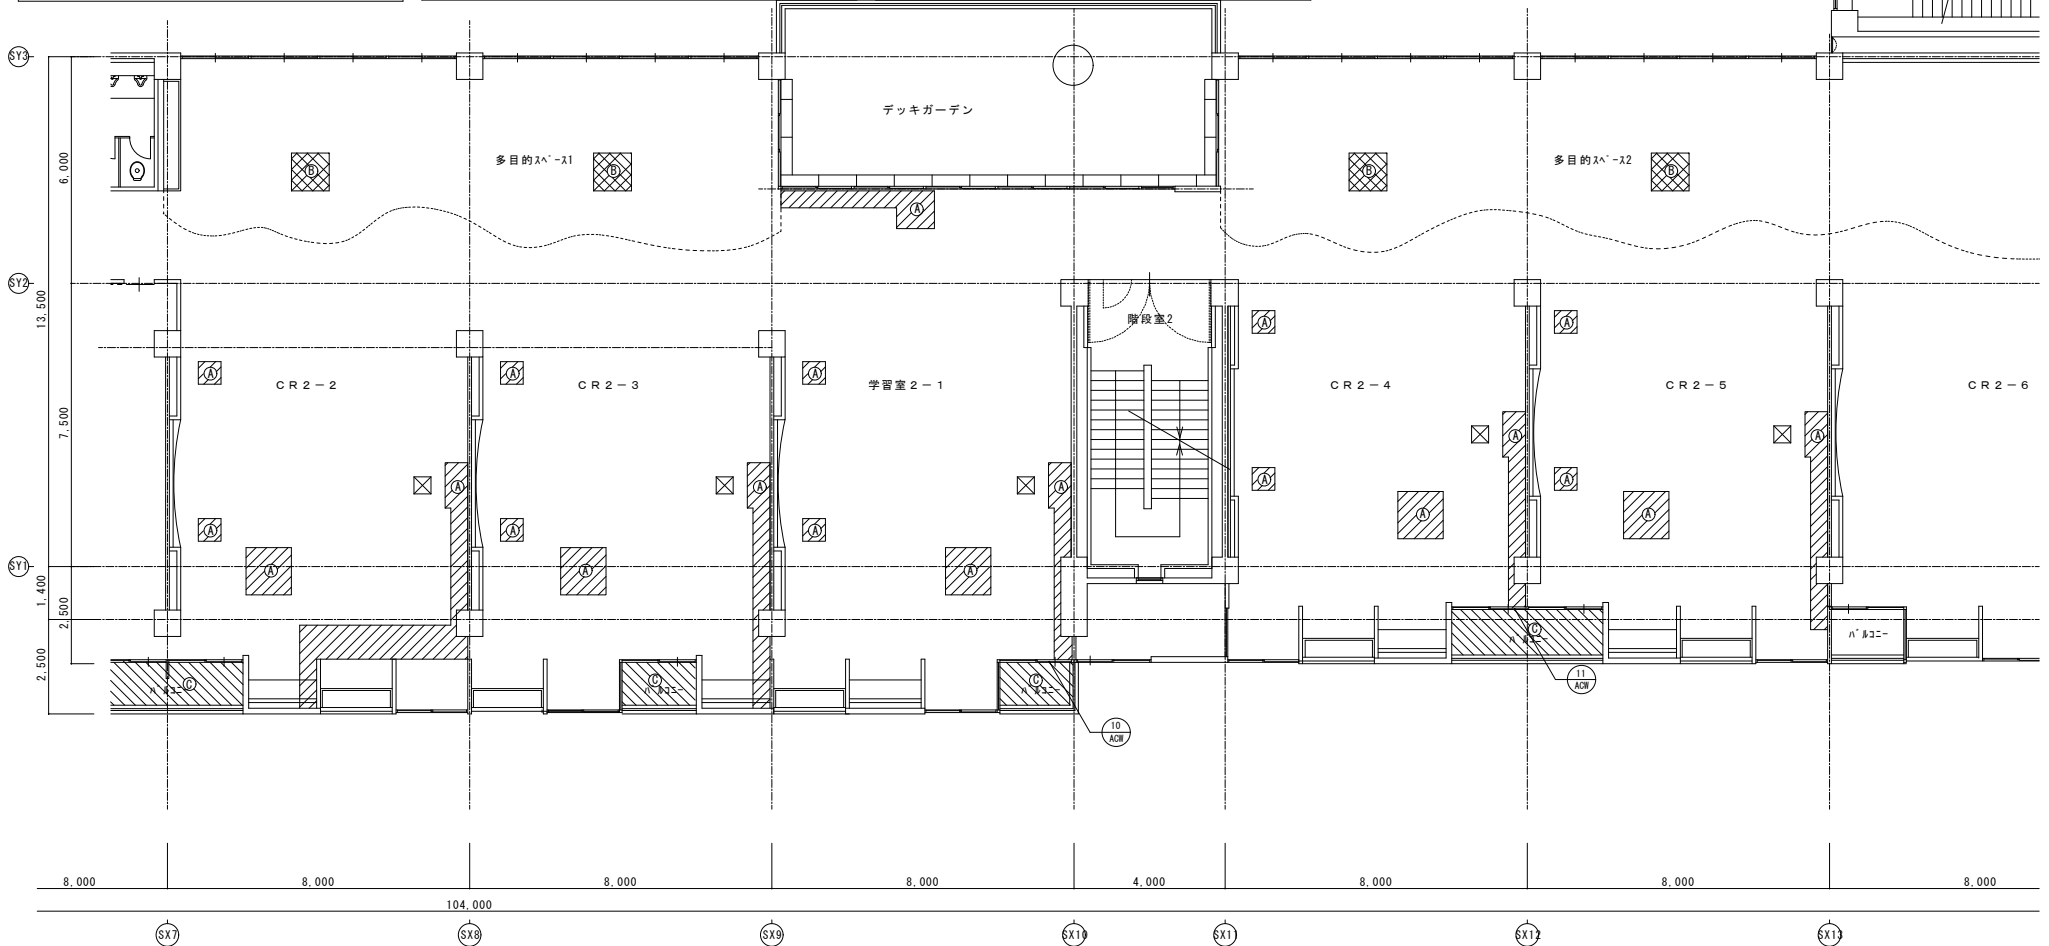 SY3
デッキガーデン
6,000
多目的スペース1
B
B
多目的スペース2
B
B
A
SY2
13,500
階段室2
A
A
7,500
A
CR2-2
A
CR2-3
A
学習室2-1
CR2-4
CR2-5
CR2-6
A
A
A
A
A
A
A
A
A
A
A
A
A
SY1
A
A
A
1,400
2,500
2,500
C
バルコニー
C
バルコニー
C
バルコニー
C
バルコニー
バルコニー
11
ACW
10
ACW
8,000
8,000
8,000
8,000
4,000
8,000
8,000
8,000
104,000
SX7
SX8
SX9
SX10
SX11
SX12
SX13